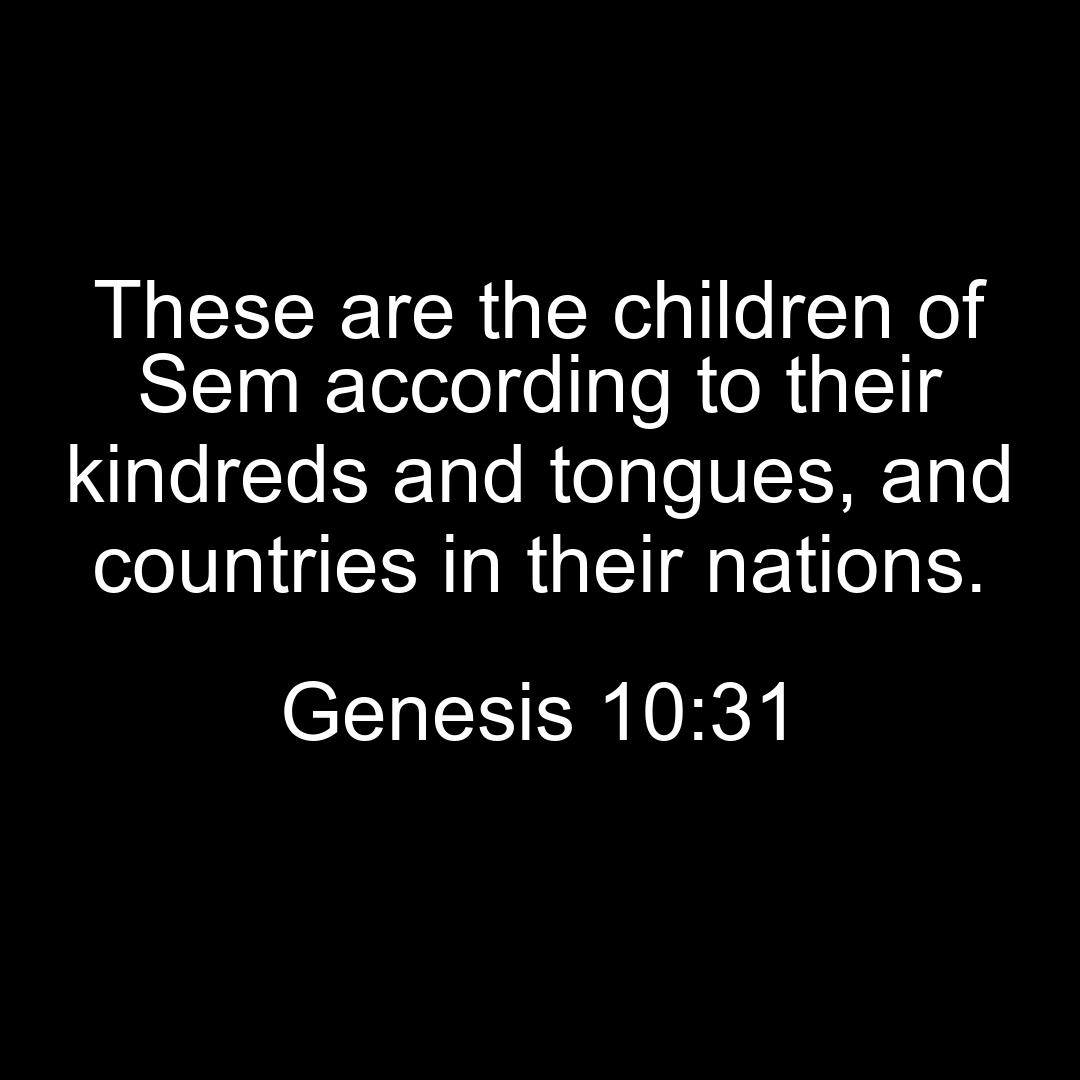 These are the children of
Sem according to their
kindreds and tongues, and
countries in their nations.
Genesis 10:31